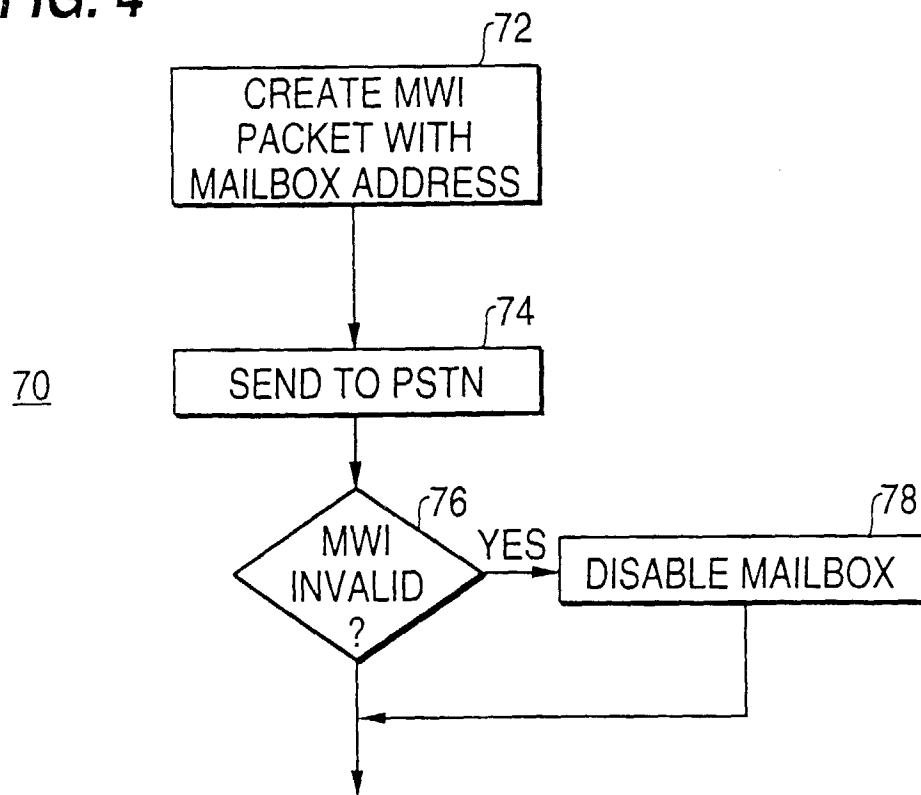 FIG. 4
72
CREATE MWI
PACKET WITH
MAILBOX ADDRESS
74
70
SEND TO PSTN
76
MWI
INVALID
?
YES
78
DISABLE MAILBOX